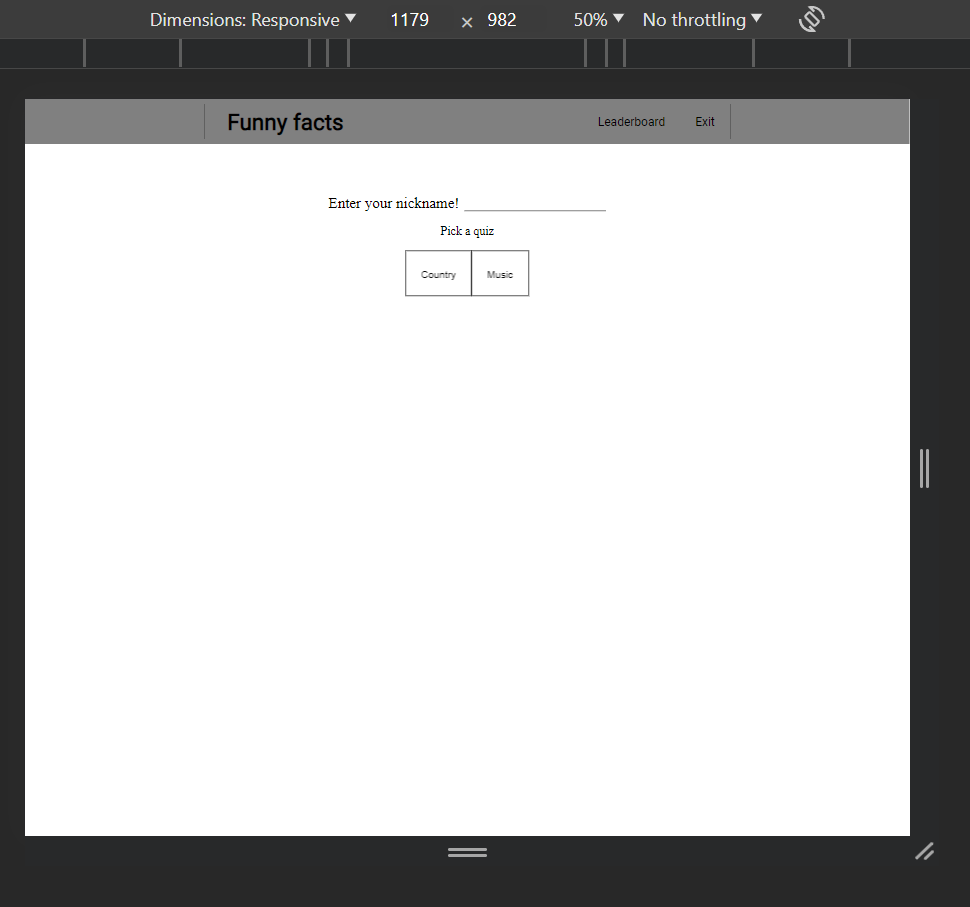 Dimensions: Responsive 1179 × 982 50% No throttling
Funny facts Leaderboard Exit
Enter your nickname!
Pick a quiz
Country Music